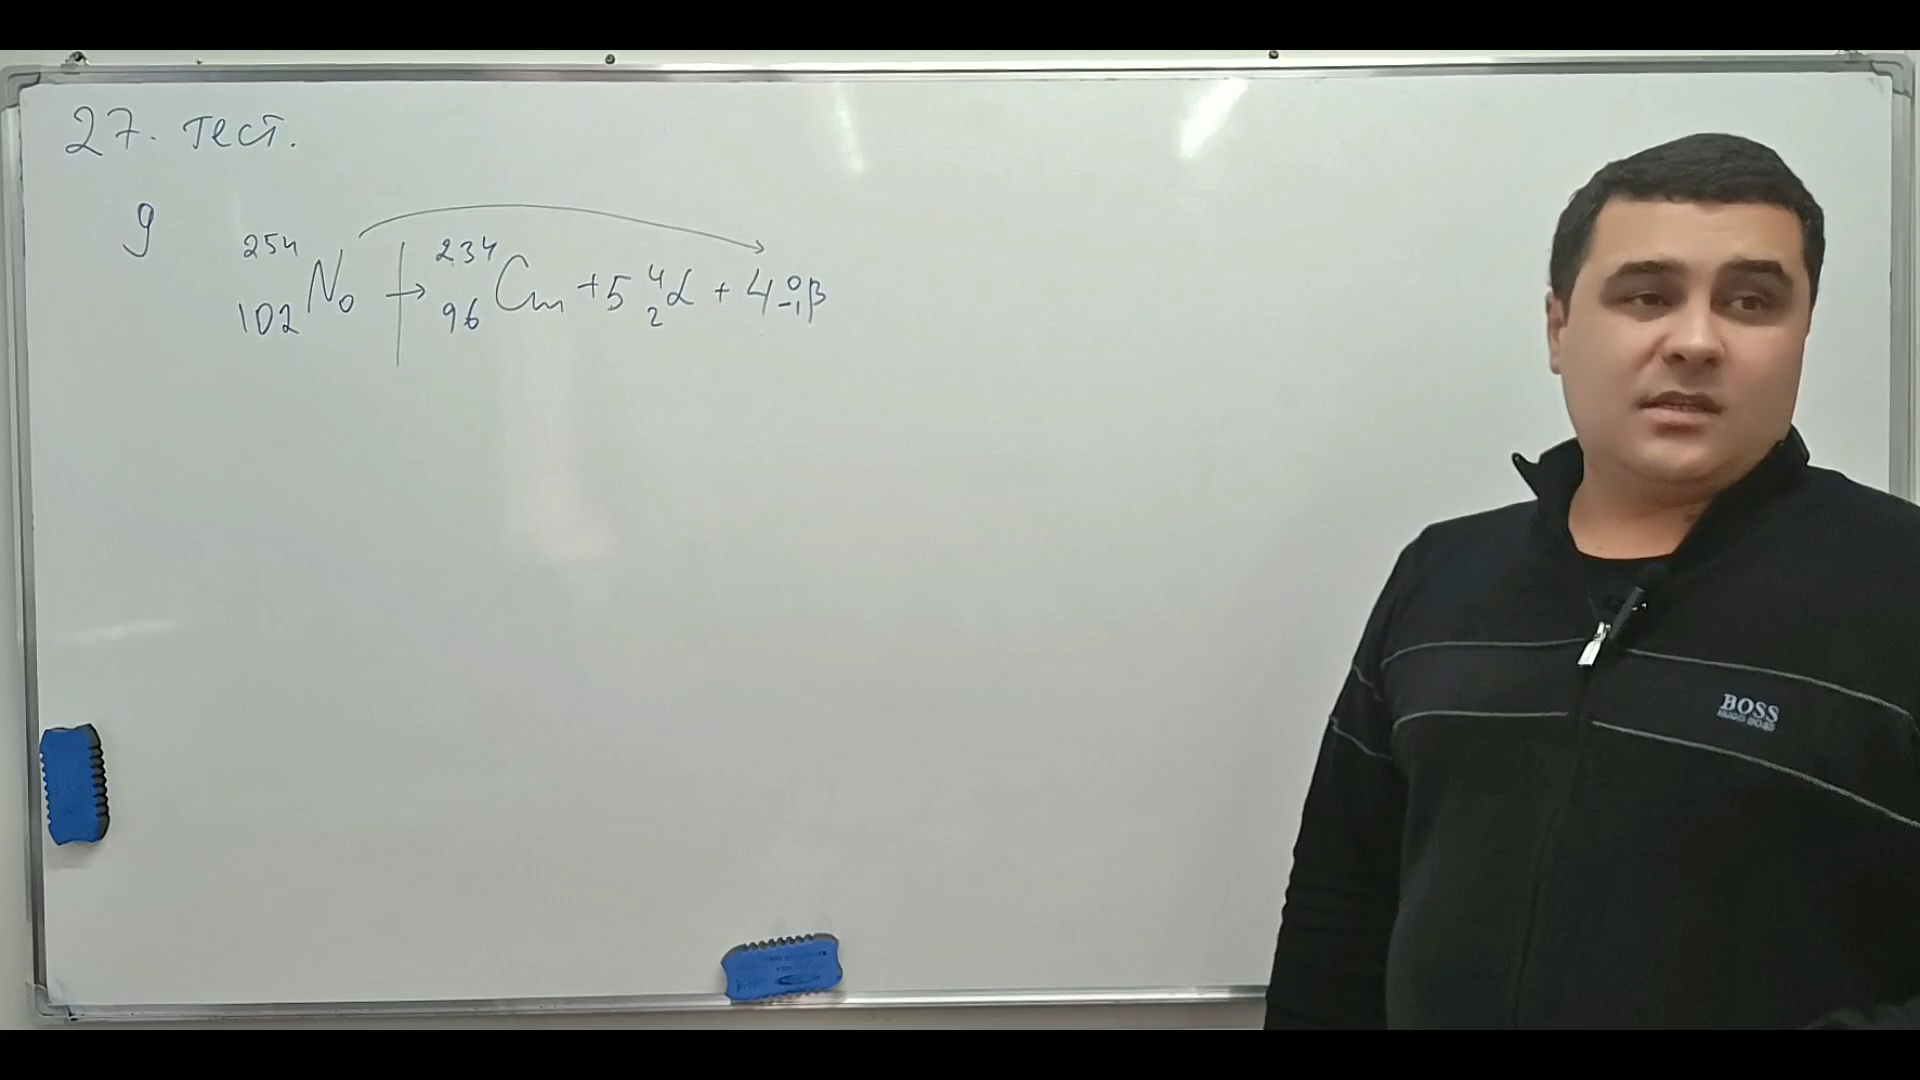 27. тест.
9 ²⁵⁴₁₀₂No → ²³⁴₉₆Cm + 5 ⁴₂α + 4 ⁰₋₁β
BOSS
HUGO BOSS